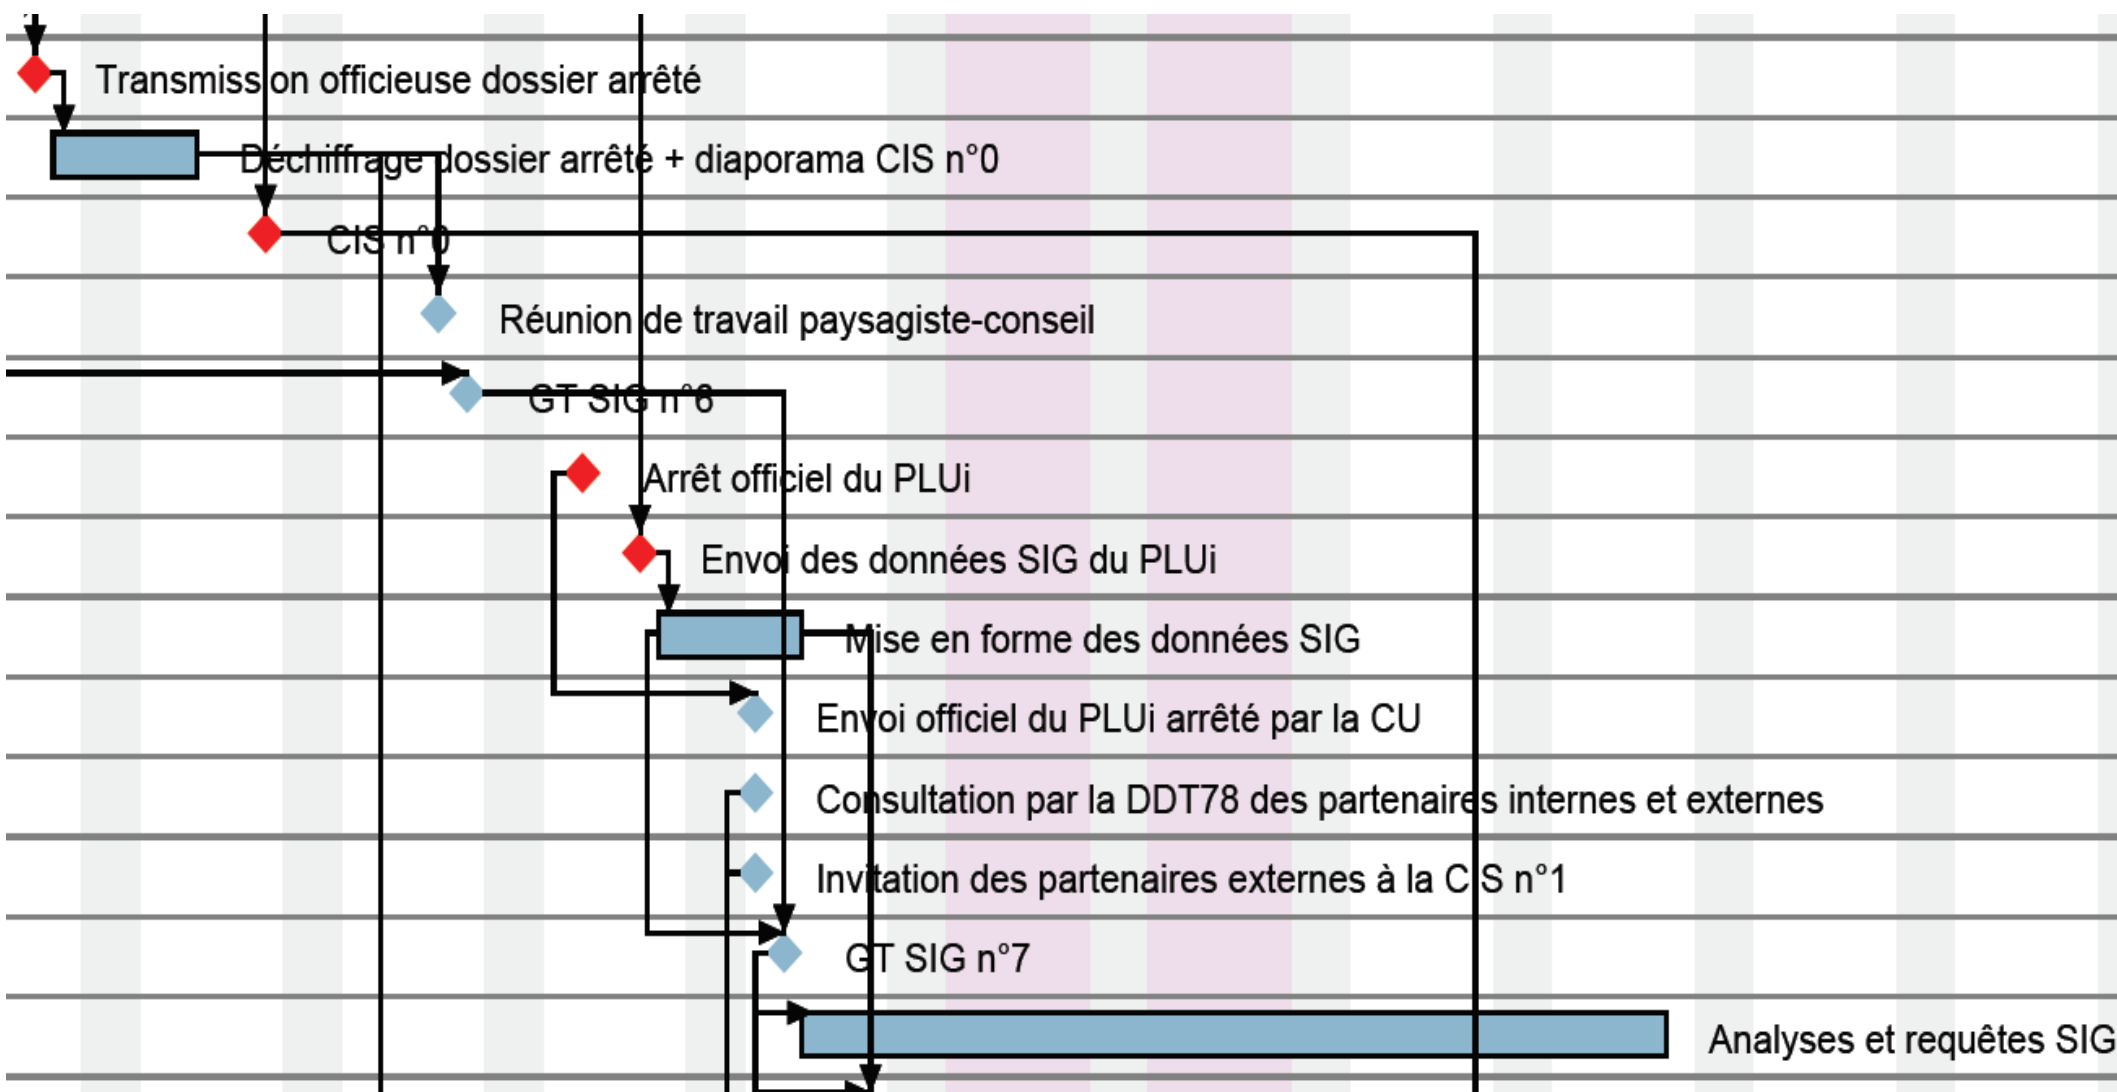 Transmission officieuse dossier arrêté
Déchiffrage dossier arrêté + diaporama CIS n°0
CIS n°0
Réunion de travail paysagiste-conseil
GT SIG n°6
Arrêt officiel du PLUi
Envoi des données SIG du PLUi
Mise en forme des données SIG
Envoi officiel du PLUi arrêté par la CU
Consultation par la DDT78 des partenaires internes et externes
Invitation des partenaires externes à la CIS n°1
GT SIG n°7
Analyses et requêtes SIG